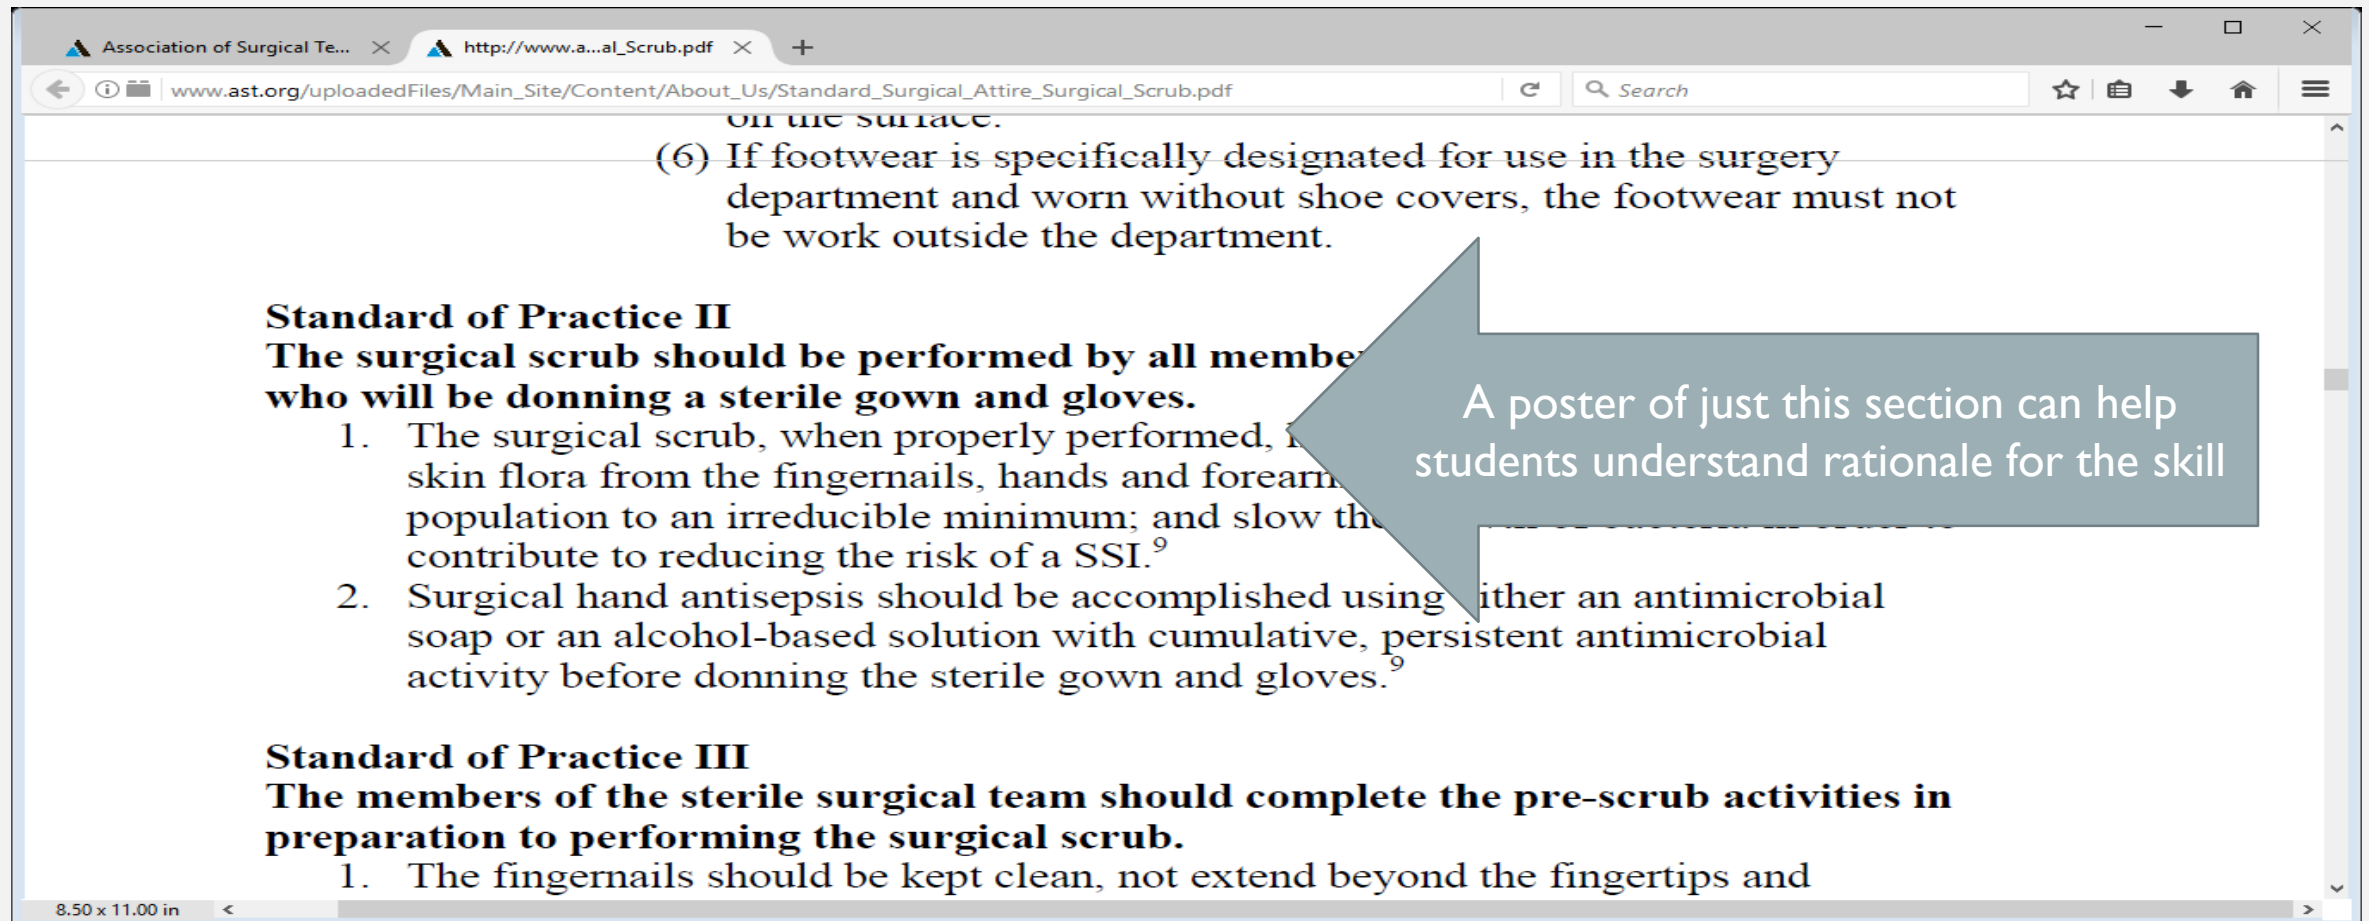 Association of Surgical Te...
http://www.a...al_Scrub.pdf
www.ast.org/uploadedFiles/Main_Site/Content/About_Us/Standard_Surgical_Attire_Surgical_Scrub.pdf
Search
on the surface.
(6) If footwear is specifically designated for use in the surgery
department and worn without shoe covers, the footwear must not
be work outside the department.
Standard of Practice II
The surgical scrub should be performed by all
who will be donning a sterile gown and gloves.
1. The surgical scrub, when properly performed,
skin flora from the fingernails, hands and
population to an irreducible minimum; and slow
contribute to reducing the risk of a SSI.9
2. Surgical hand antisepsis should be accomplished using
an antimicrobial
soap or an alcohol-based solution with cumulative, persistent antimicrobial
activity before donning the sterile gown and gloves.9
A poster of just this section can help
students understand rationale for the skill
Standard of Practice III
The members of the sterile surgical team should complete the pre-scrub activities in
preparation to performing the surgical scrub.
1. The fingernails should be kept clean, not extend beyond the fingertips and
8.50 x 11.00 in